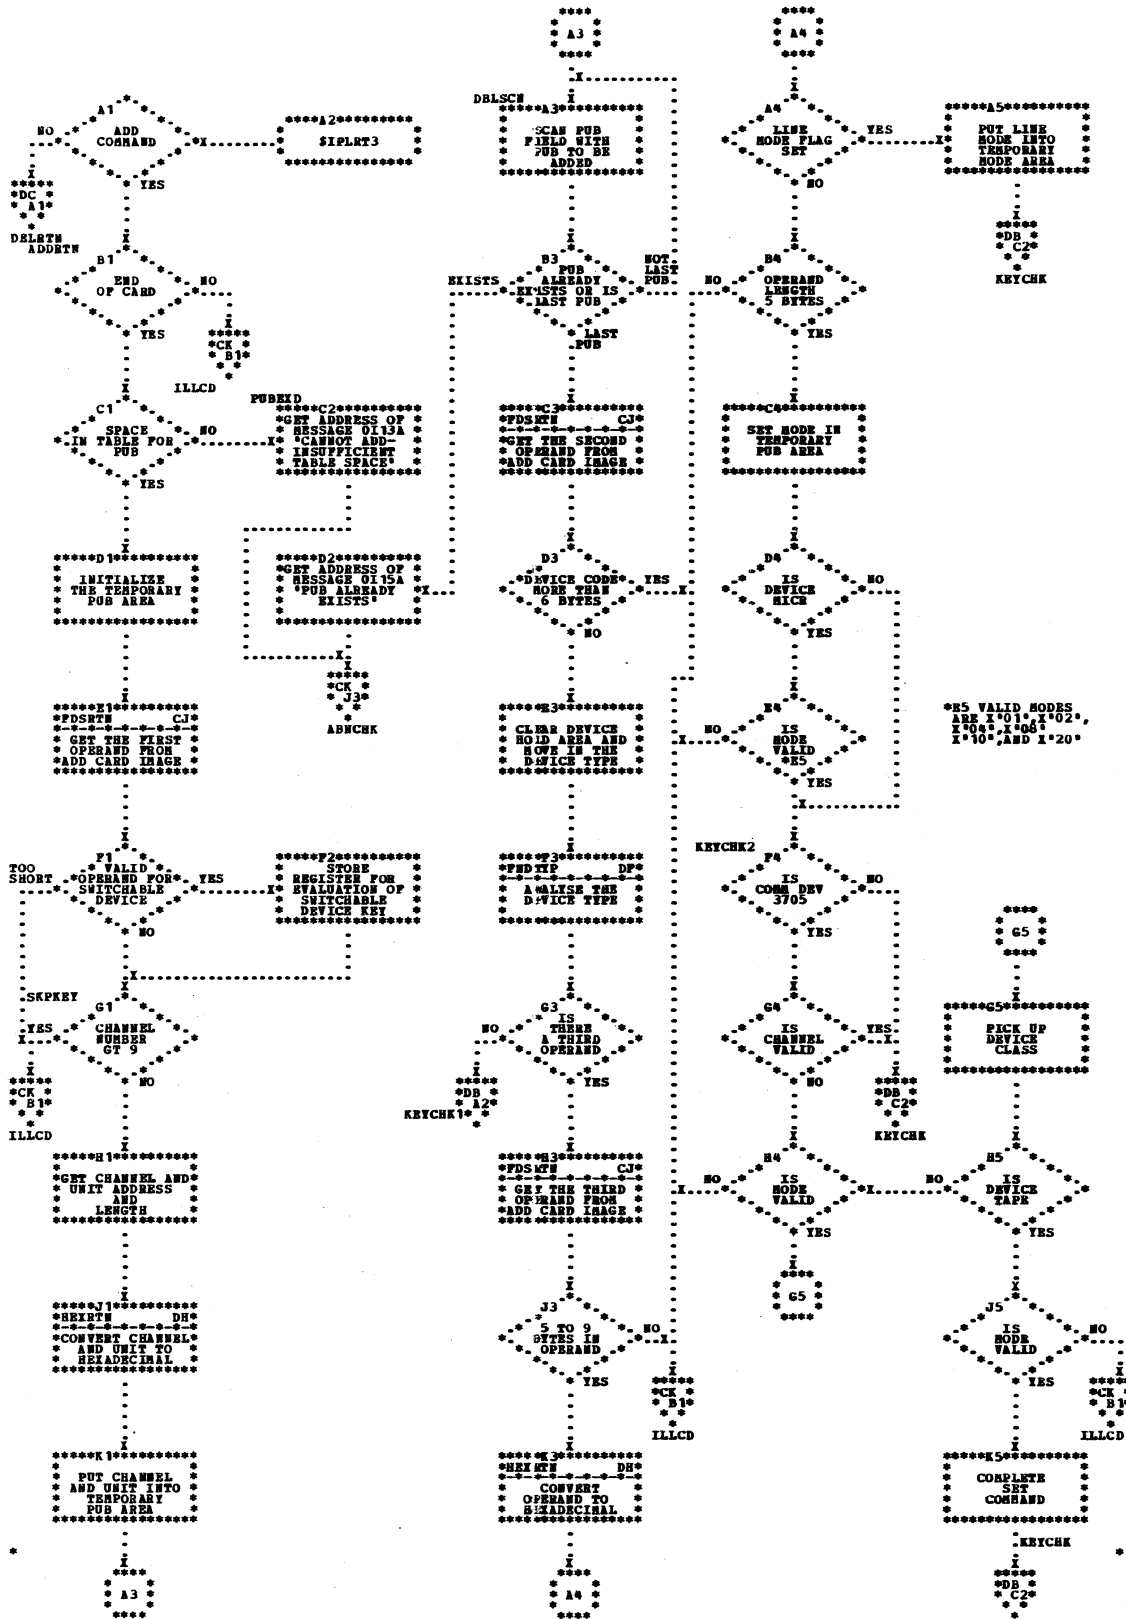 A3
A4
A1
ADD
COMMAND
NO
YES
DC
A1
DBLRTN
ADDRTN
A2
$IPLRT3
DBLSCN
A3
SCAN PUB
FIELD WITH
PUB TO BE
ADDED
A4
LINE
MODE FLAG
SET
YES
NO
A5
PUT LINE
MODE INTO
TEMPORARY
MODE AREA
DB
C2
KEYCHK
B1
END
OF CARD
NO
YES
CK
B1
ILLCD
B3
PUB
ALREADY
EXISTS OR IS
LAST PUB
EXISTS
NOT
LAST
PUB
LAST
PUB
B4
OPERAND
LENGTH
5 BYTES
NO
YES
C1
SPACE
IN TABLE FOR
PUB
NO
YES
PUBEXD
C2
GET ADDRESS OF
MESSAGE 0I13A
'CANNOT ADD-
INSUFFICIENT
TABLE SPACE'
C3
FDSRTN CJ
GET THE SECOND
OPERAND FROM
ADD CARD IMAGE
C4
SET MODE IN
TEMPORARY
PUB AREA
D1
INITIALIZE
THE TEMPORARY
PUB AREA
D2
GET ADDRESS OF
MESSAGE 0I15A
'PUB ALREADY
EXISTS'
CK
J3
ABNCHK
D3
DEVICE CODE
MORE THAN
6 BYTES
YES
NO
D4
IS
DEVICE
MICR
NO
YES
E1
FDSRTN CJ
GET THE FIRST
OPERAND FROM
ADD CARD IMAGE
E3
CLEAR DEVICE
HOLD AREA AND
MOVE IN THE
DEVICE TYPE
E4
IS
MODE
VALID
*E5
NO
YES
*E5 VALID MODES
ARE X'01',X'02',
X'04',X'08'
X'10',AND X'20'
F1
VALID
OPERAND FOR
SWITCHABLE
DEVICE
TOO
SHORT
YES
NO
F2
STORE
REGISTER FOR
EVALUATION OF
SWITCHABLE
DEVICE KEY
F3
FNDTYP DF
ANALYSE THE
DEVICE TYPE
KEYCHK2
F4
IS
COMM DEV
3705
NO
YES
G5
SKPKEY
G1
CHANNEL
NUMBER
GT 9
YES
NO
CK
B1
ILLCD
G3
IS
THERE
A THIRD
OPERAND
NO
YES
DB
A2
KEYCHK1
G4
IS
CHANNEL
VALID
YES
NO
DB
C2
KEYCHK
G5
PICK UP
DEVICE
CLASS
H1
GET CHANNEL AND
UNIT ADDRESS
AND
LENGTH
H3
FDSRTN CJ
GET THE THIRD
OPERAND FROM
ADD CARD IMAGE
H4
IS
MODE
VALID
NO
YES
G5
H5
IS
DEVICE
TAPE
NO
YES
J1
HEXRTN DH
CONVERT CHANNEL
AND UNIT TO
HEXADECIMAL
J3
5 TO 9
BYTES IN
OPERAND
NO
YES
CK
B1
ILLCD
J5
IS
MODE
VALID
NO
YES
CK
B1
ILLCD
K1
PUT CHANNEL
AND UNIT INTO
TEMPORARY
PUB AREA
K3
HEXRTN DH
CONVERT
OPERAND TO
HEXADECIMAL
K5
COMPLETE
SET
COMMAND
KEYCHK
A3
A4
DB
C2